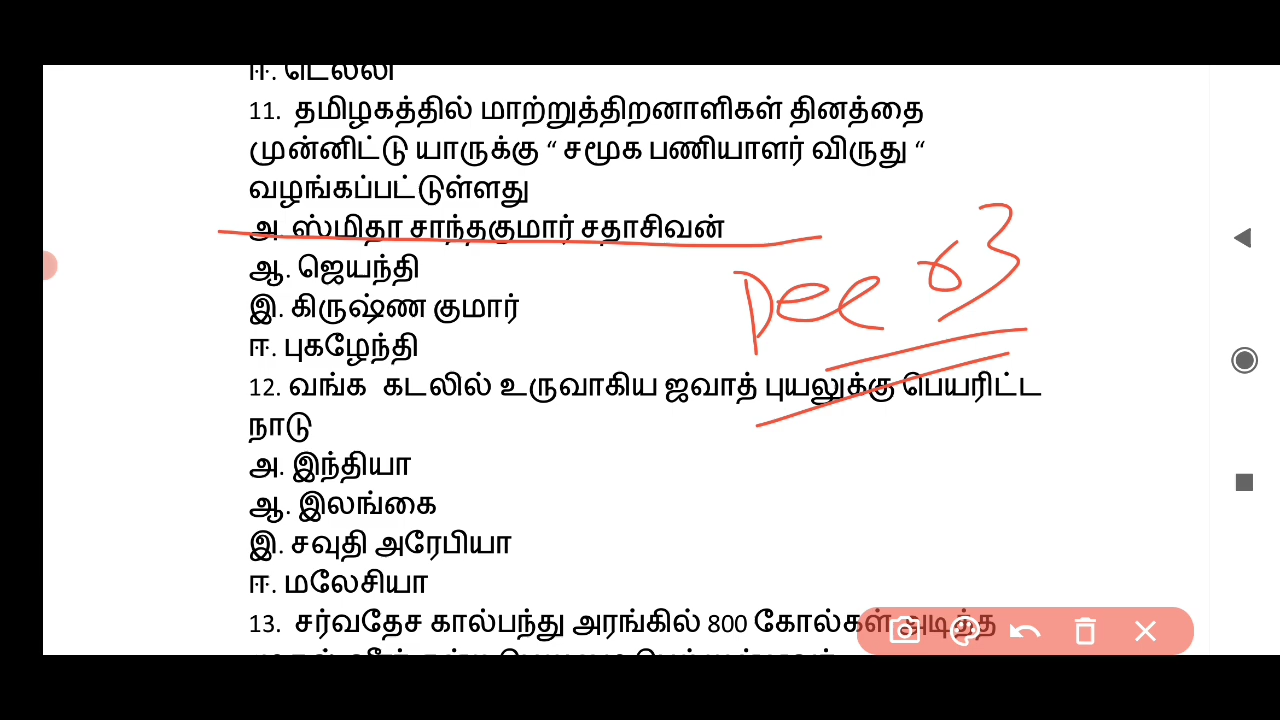 ஈ. டெல்லி
11. தமிழகத்தில் மாற்றுத்திறனாளிகள் தினத்தை
முன்னிட்டு யாருக்கு “ சமூக பணியாளர் விருது “
வழங்கப்பட்டுள்ளது
அ. ஸ்மிதா சாந்தகுமார் சதாசிவன்
ஆ. ஜெயந்தி
இ. கிருஷ்ண குமார்
ஈ. புகழேந்தி
Dec 03
12. வங்க கடலில் உருவாகிய ஜவாத் புயலுக்கு பெயரிட்ட
நாடு
அ. இந்தியா
ஆ. இலங்கை
இ. சவுதி அரேபியா
ஈ. மலேசியா
13. சர்வதேச கால்பந்து அரங்கில் 800 கோல்கள் அடித்த